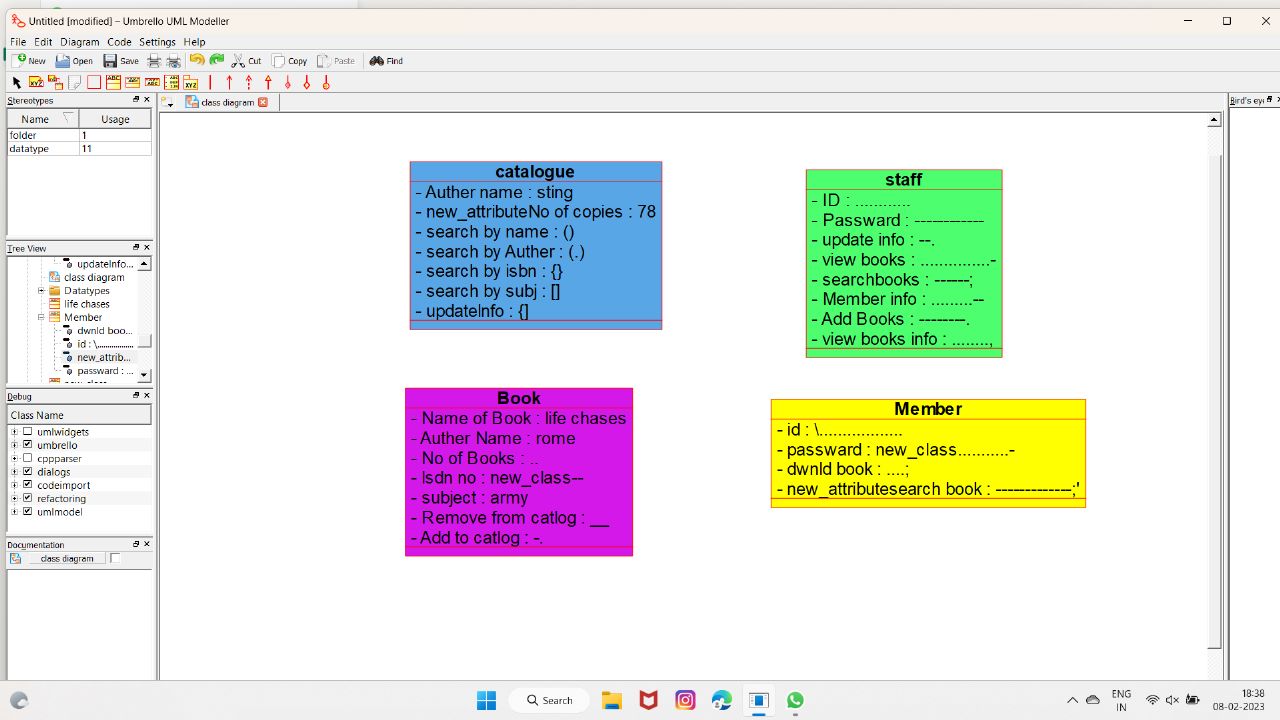 Untitled [modified] – Umbrello UML Modeller
File Edit Diagram Code Settings Help
New Open Save Cut Copy Paste Find
Stereotypes
Name Usage
folder 1
datatype 11
class diagram
Bird's eye
catalogue
- Auther name : sting
- new_attributeNo of copies : 78
- search by name : ()
- search by Auther : (.)
- search by isbn : {}
- search by subj : []
- updateInfo : {]
staff
- ID : ............
- Passward : ------------
- update info : --.
- view books : ...............-
- searchbooks : ------;
- Member info : .........--
- Add Books : --------.
- view books info : ........,
Tree View
updateInfo...
class diagram
Datatypes
life chases
Member
dwnld boo...
id : \...............
new_attrib...
passward : ...
new_class
Book
- Name of Book : life chases
- Auther Name : rome
- No of Books : ..
- Isdn no : new_class--
- subject : army
- Remove from catlog : __
- Add to catlog : -.
Member
- id : \..................
- passward : new_class...........-
- dwnld book : ....;
- new_attributesearch book : -------------;'
Debug
Class Name
umlwidgets
umbrello
cppparser
dialogs
codeimport
refactoring
umlmodel
Documentation
class diagram
Search
ENG
IN
18:38
08-02-2023